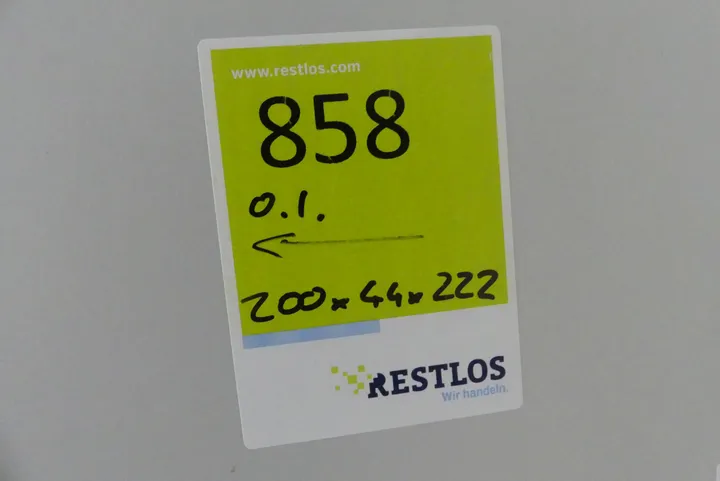 www.restlos.com
858
0.1.
200x44x222
RESTLOS
Wir handeln.